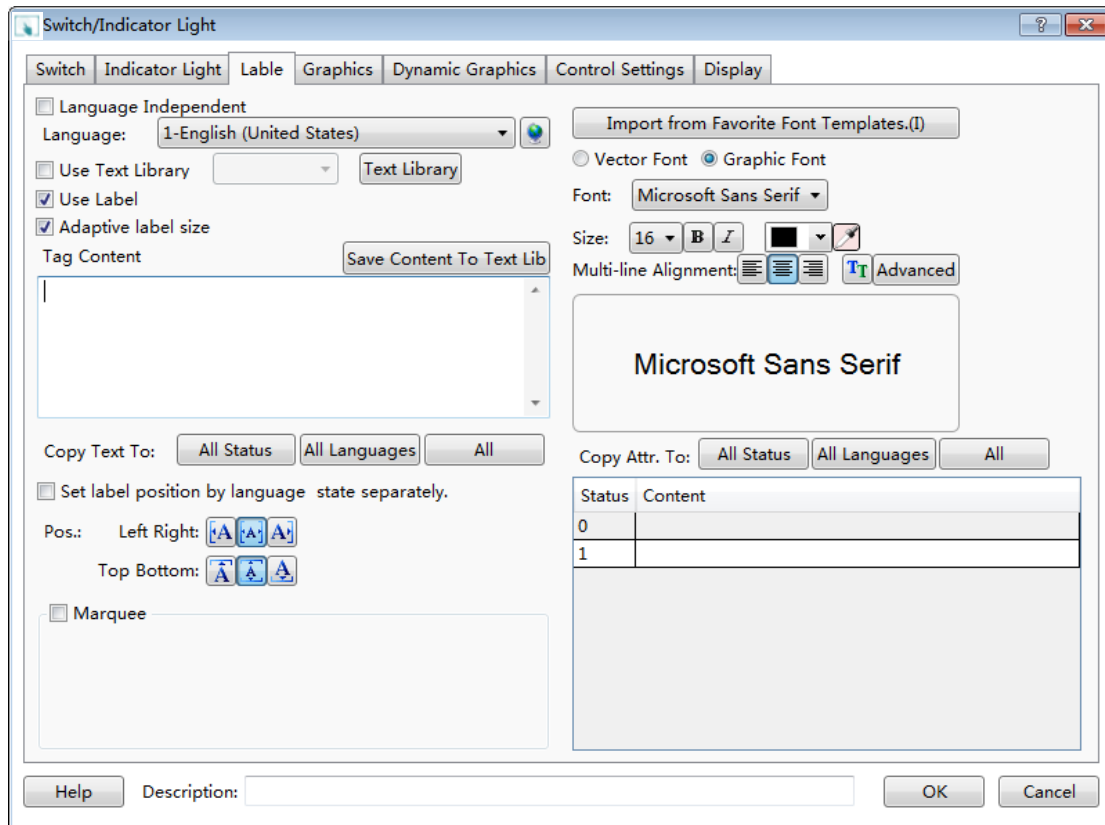 Switch/Indicator Light
Switch Indicator Light Lable Graphics Dynamic Graphics Control Settings Display
Language Independent
Language: 1-English (United States)
Use Text Library Text Library
Use Label
Adaptive label size
Tag Content Save Content To Text Lib
Copy Text To: All Status All Languages All
Set label position by language state separately.
Pos.: Left Right: A A A
Top Bottom: A A A
Marquee
Import from Favorite Font Templates.(I)
Vector Font Graphic Font
Font: Microsoft Sans Serif
Size: 16 B I
Multi-line Alignment: TT Advanced
Microsoft Sans Serif
Copy Attr. To: All Status All Languages All
Status Content
0
1
Help Description: OK Cancel